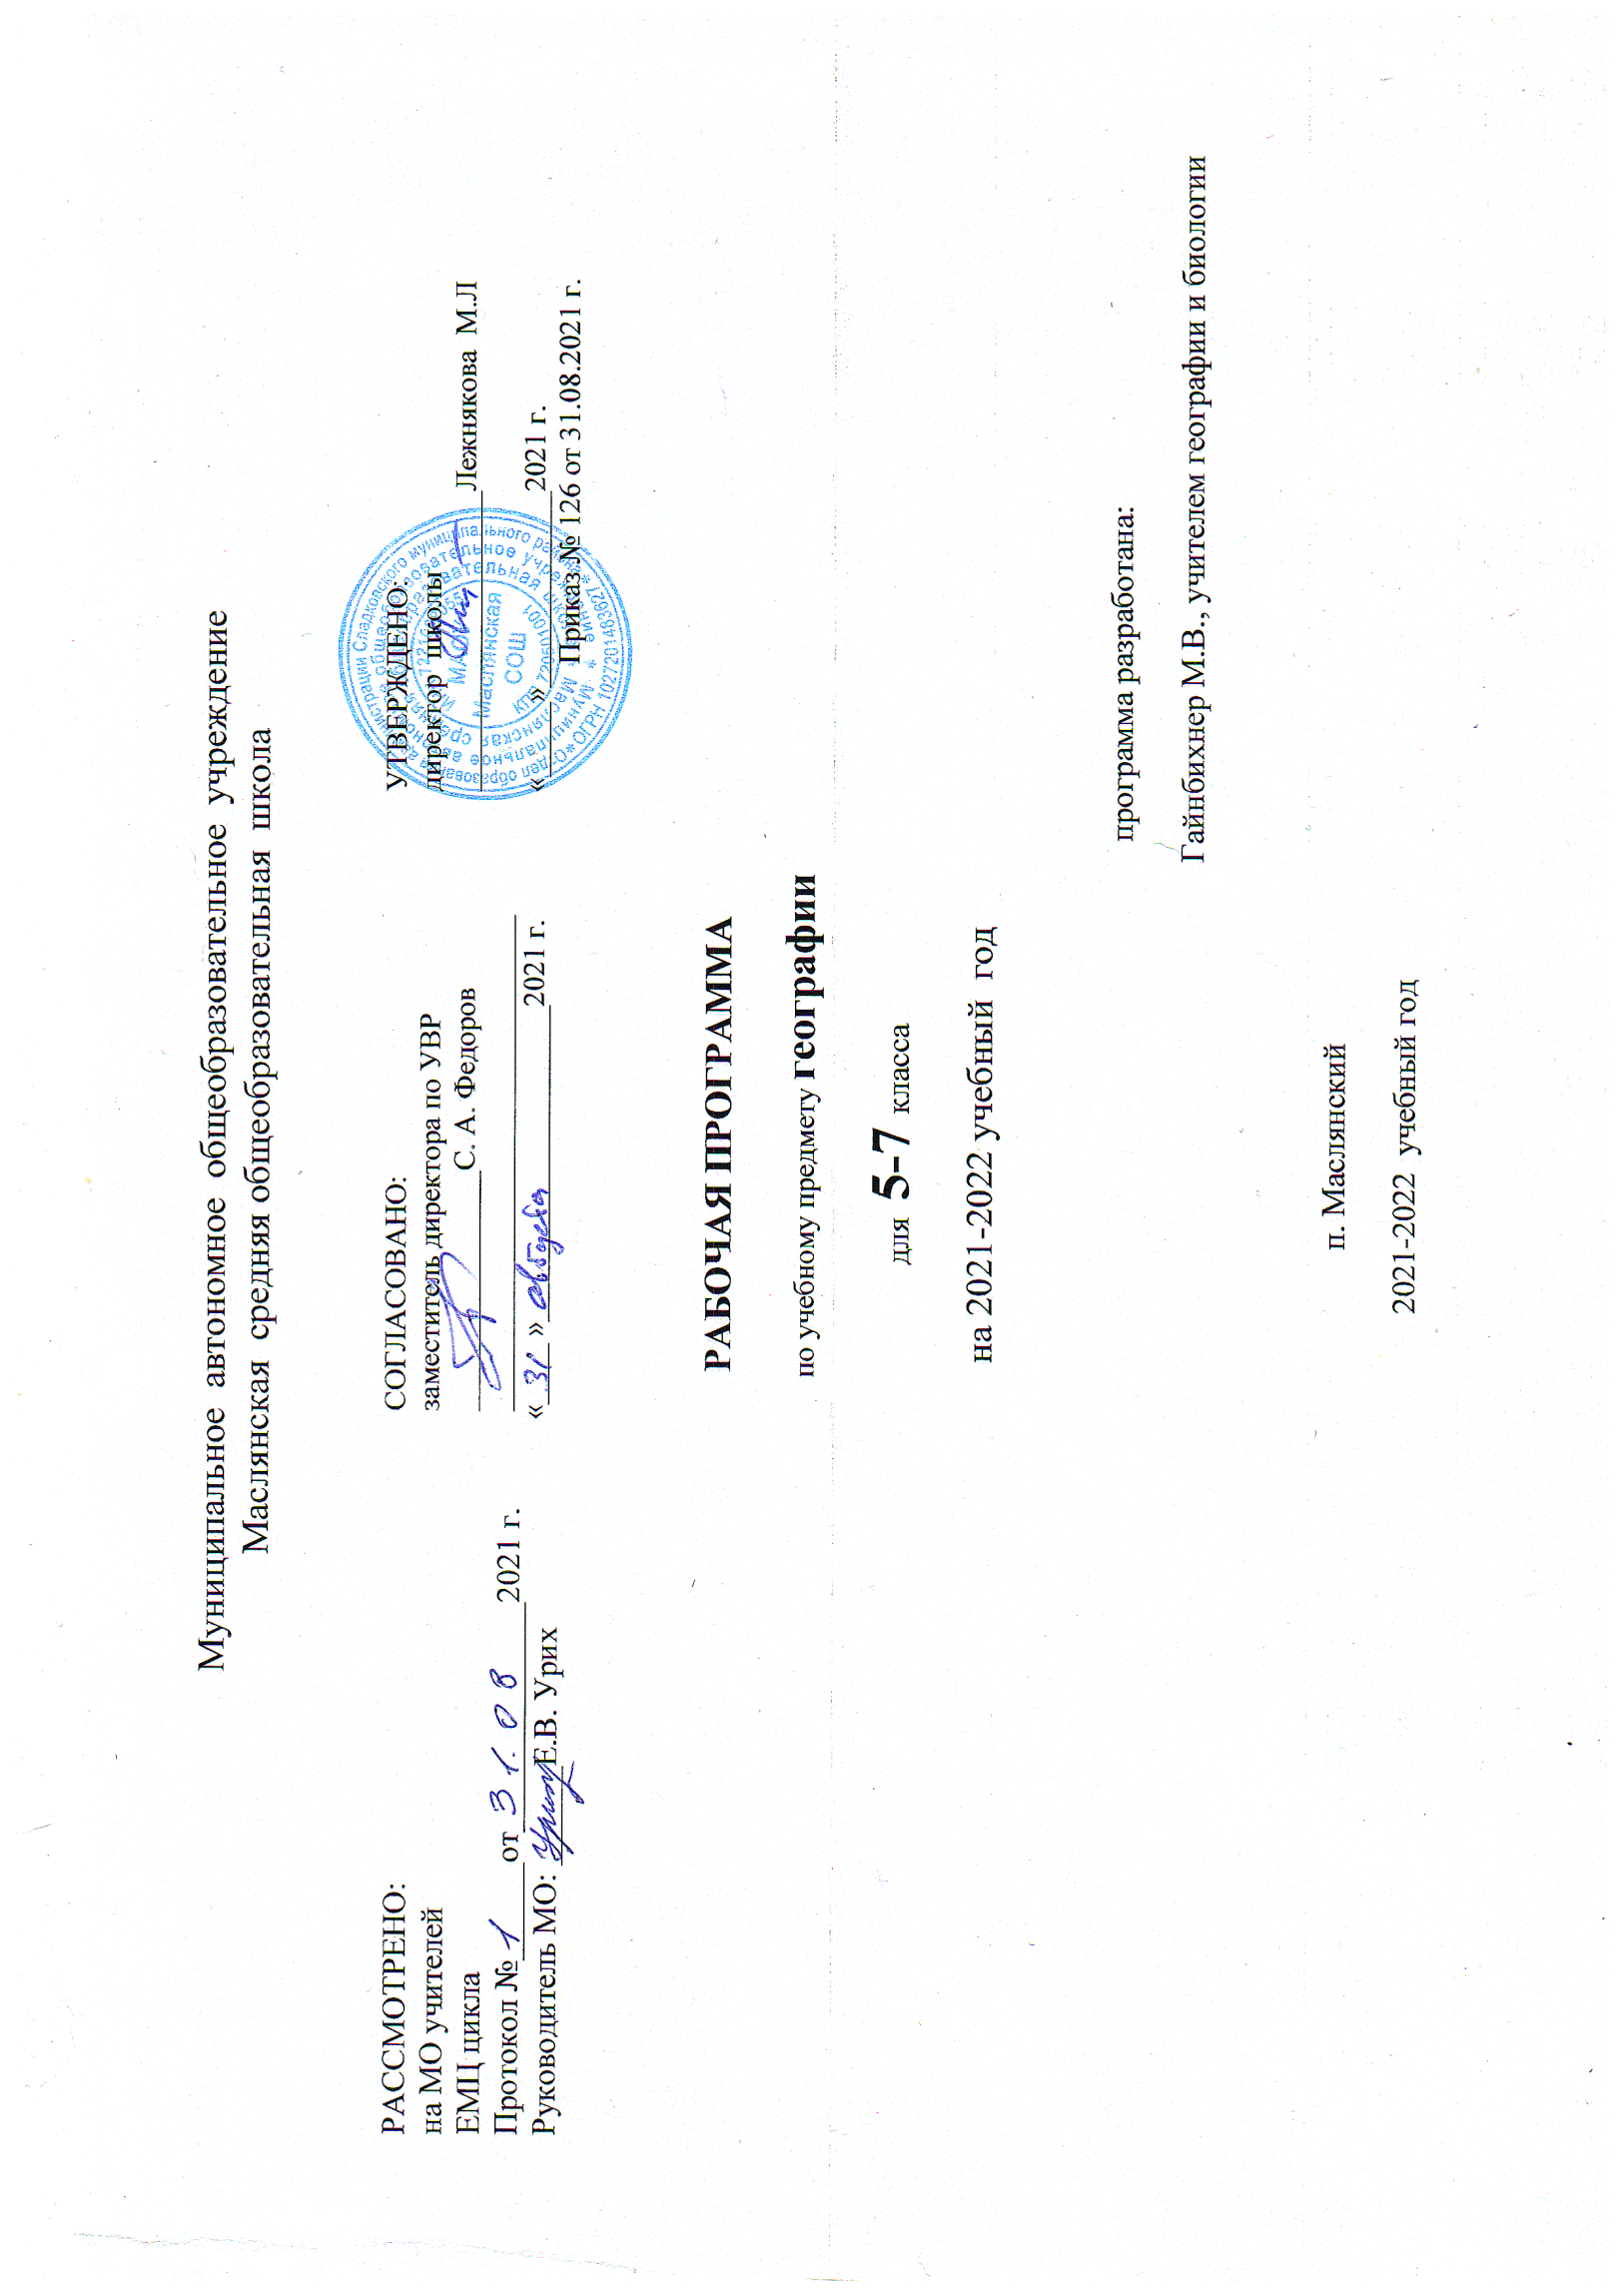 Муниципальное автономное общеобразовательное учреждение
Маслянская средняя общеобразовательная школа
РАССМОТРЕНО:
на МО учителей
ЕМЦ цикла
Протокол № 1 от 31.08 2021 г.
Руководитель МО: Е.В. Урих
СОГЛАСОВАНО:
заместитель директора по УВР
С. А. Федоров
« 31 » августа 2021 г.
УТВЕРЖДЕНО:
директор школы
Лежнякова М.Л
« » 2021 г.
Приказ № 126 от 31.08.2021 г.
МАОУ
Маслянская
СОШ
РАБОЧАЯ ПРОГРАММА
по учебному предмету географии
для 5-7 класса
на 2021-2022 учебный год
программа разработана:
Гайнбихнер М.В., учителем географии и биологии
п. Маслянский
2021-2022 учебный год